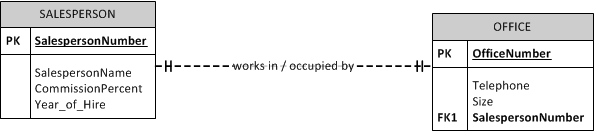 SALESPERSON
PK SalespersonNumber
SalespersonName
CommissionPercent
Year_of_Hire
works in / occupied by
OFFICE
PK OfficeNumber
Telephone
Size
FK1 SalespersonNumber